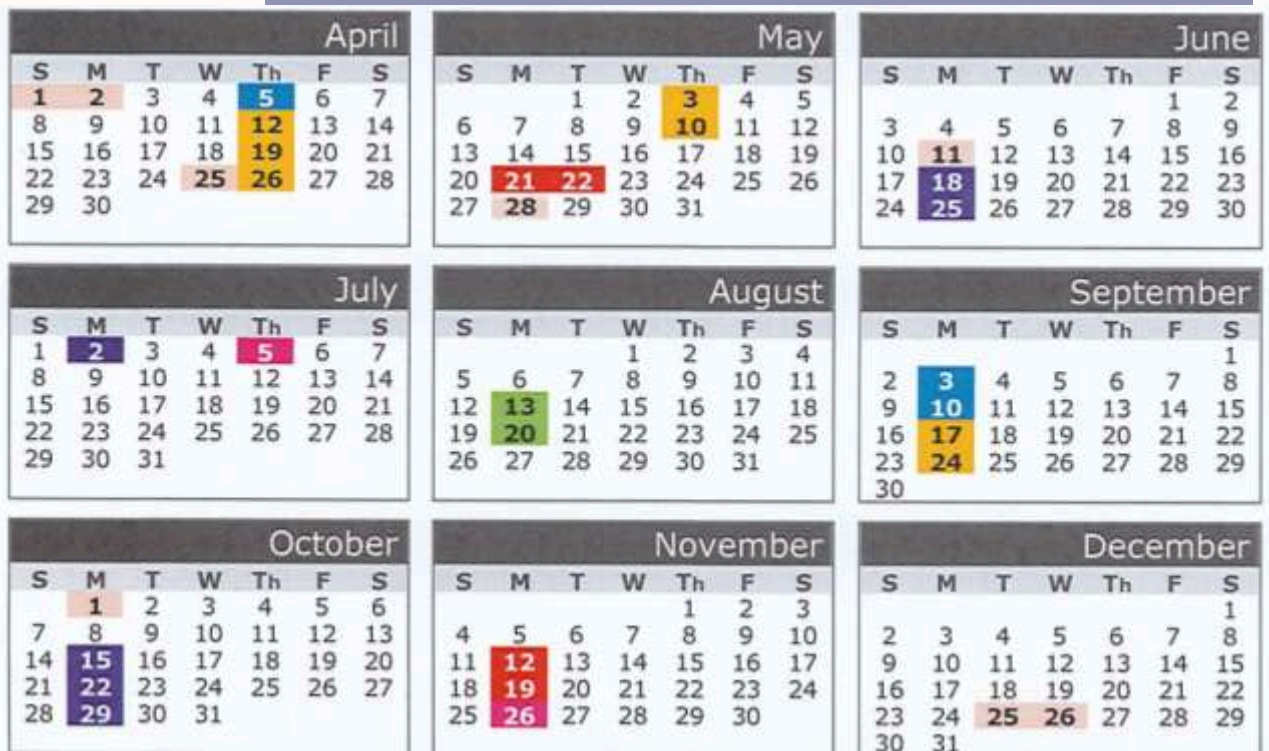 April
S M T W Th F S
1 2 3 4 5 6 7
8 9 10 11 12 13 14
15 16 17 18 19 20 21
22 23 24 25 26 27 28
29 30
May
S M T W Th F S
1 2 3 4 5
6 7 8 9 10 11 12
13 14 15 16 17 18 19
20 21 22 23 24 25 26
27 28 29 30 31
June
S M T W Th F S
1 2
3 4 5 6 7 8 9
10 11 12 13 14 15 16
17 18 19 20 21 22 23
24 25 26 27 28 29 30
July
S M T W Th F S
1 2 3 4 5 6 7
8 9 10 11 12 13 14
15 16 17 18 19 20 21
22 23 24 25 26 27 28
29 30 31
August
S M T W Th F S
1 2 3 4
5 6 7 8 9 10 11
12 13 14 15 16 17 18
19 20 21 22 23 24 25
26 27 28 29 30 31
September
S M T W Th F S
1
2 3 4 5 6 7 8
9 10 11 12 13 14 15
16 17 18 19 20 21 22
23 24 25 26 27 28 29
30
October
S M T W Th F S
1 2 3 4 5 6
7 8 9 10 11 12 13
14 15 16 17 18 19 20
21 22 23 24 25 26 27
28 29 30 31
November
S M T W Th F S
1 2 3
4 5 6 7 8 9 10
11 12 13 14 15 16 17
18 19 20 21 22 23 24
25 26 27 28 29 30
December
S M T W Th F S
1
2 3 4 5 6 7 8
9 10 11 12 13 14 15
16 17 18 19 20 21 22
23 24 25 26 27 28 29
30 31